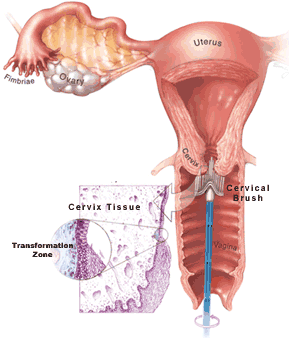 Uterus
Fimbriae
Ovary
Cervix
Cervical
Brush
Cervix Tissue
Transformation
Zone
Vagina